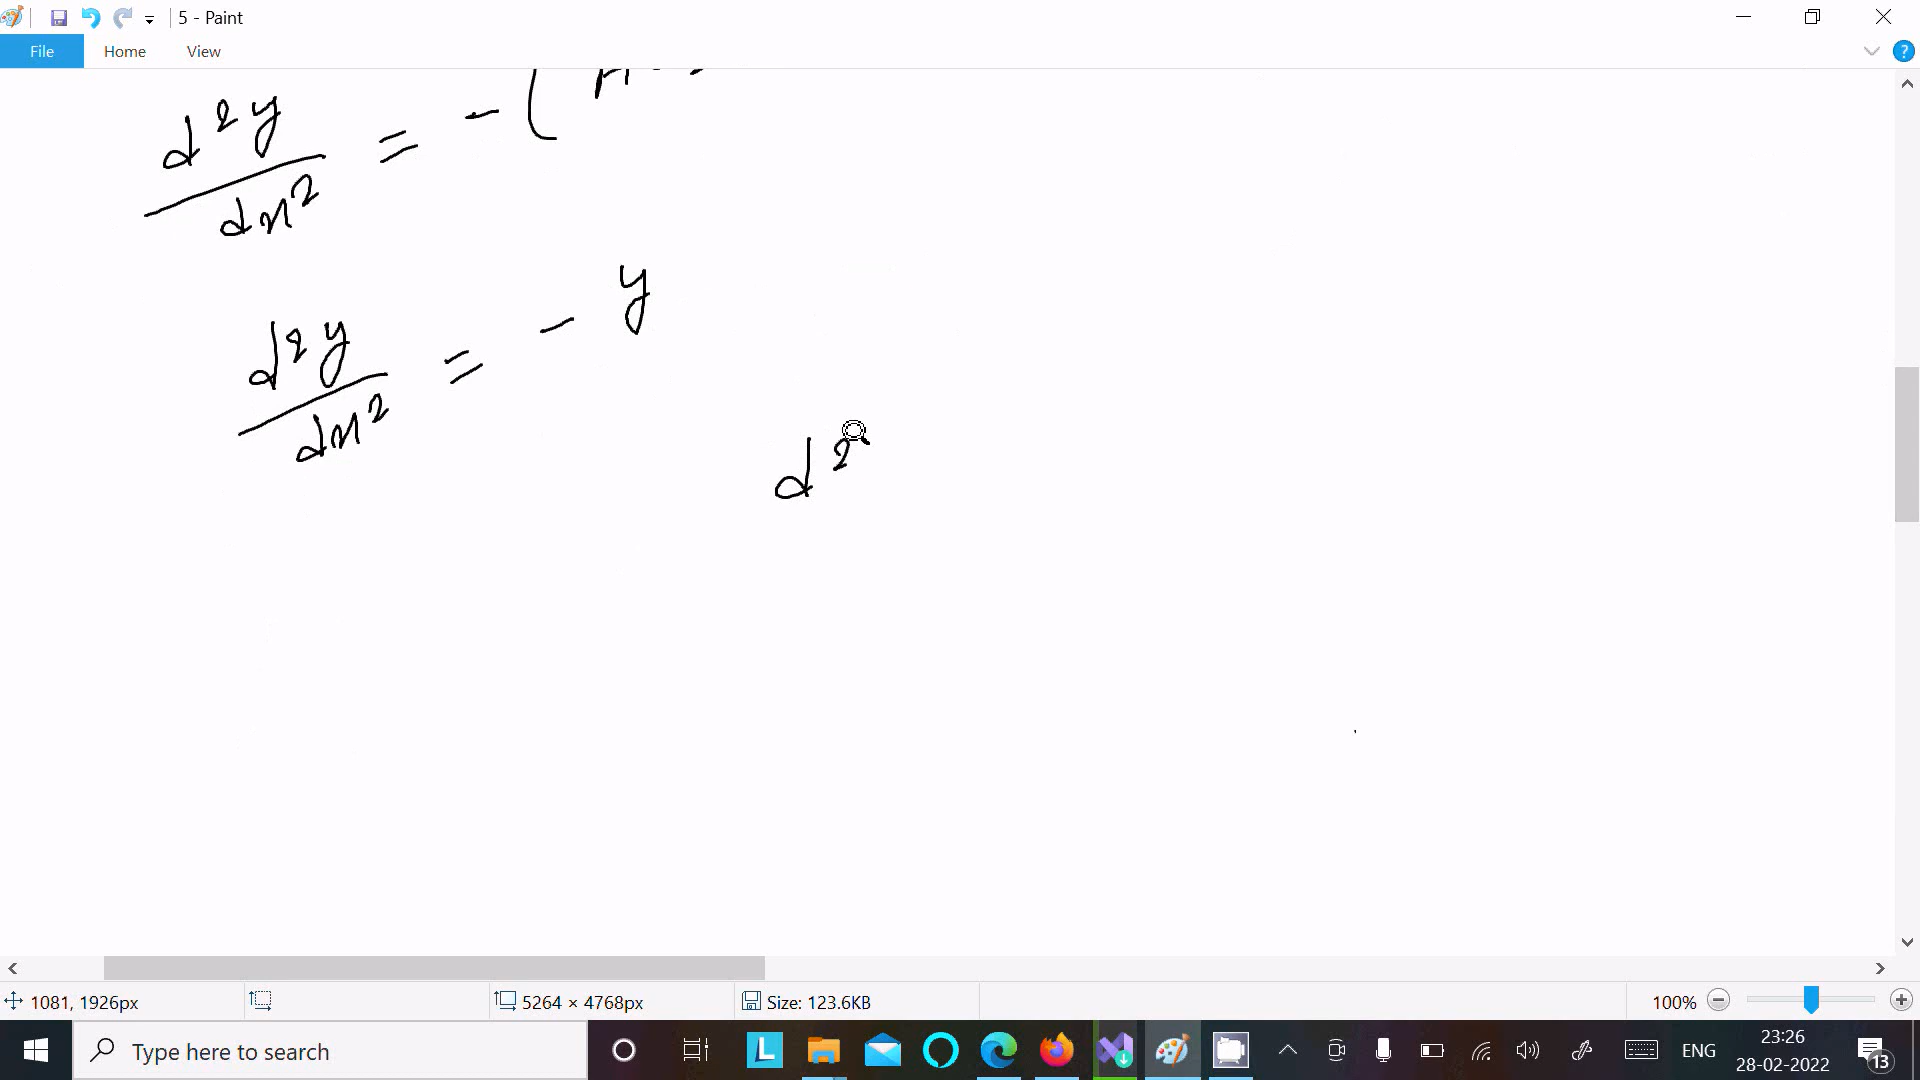 5 - Paint
File Home View
d²y/dx² = - (
d²y/dx² = - y
d²
1081, 1926px 5264 × 4768px Size: 123.6KB 100%
Type here to search
L
ENG
23:26
28-02-2022
13